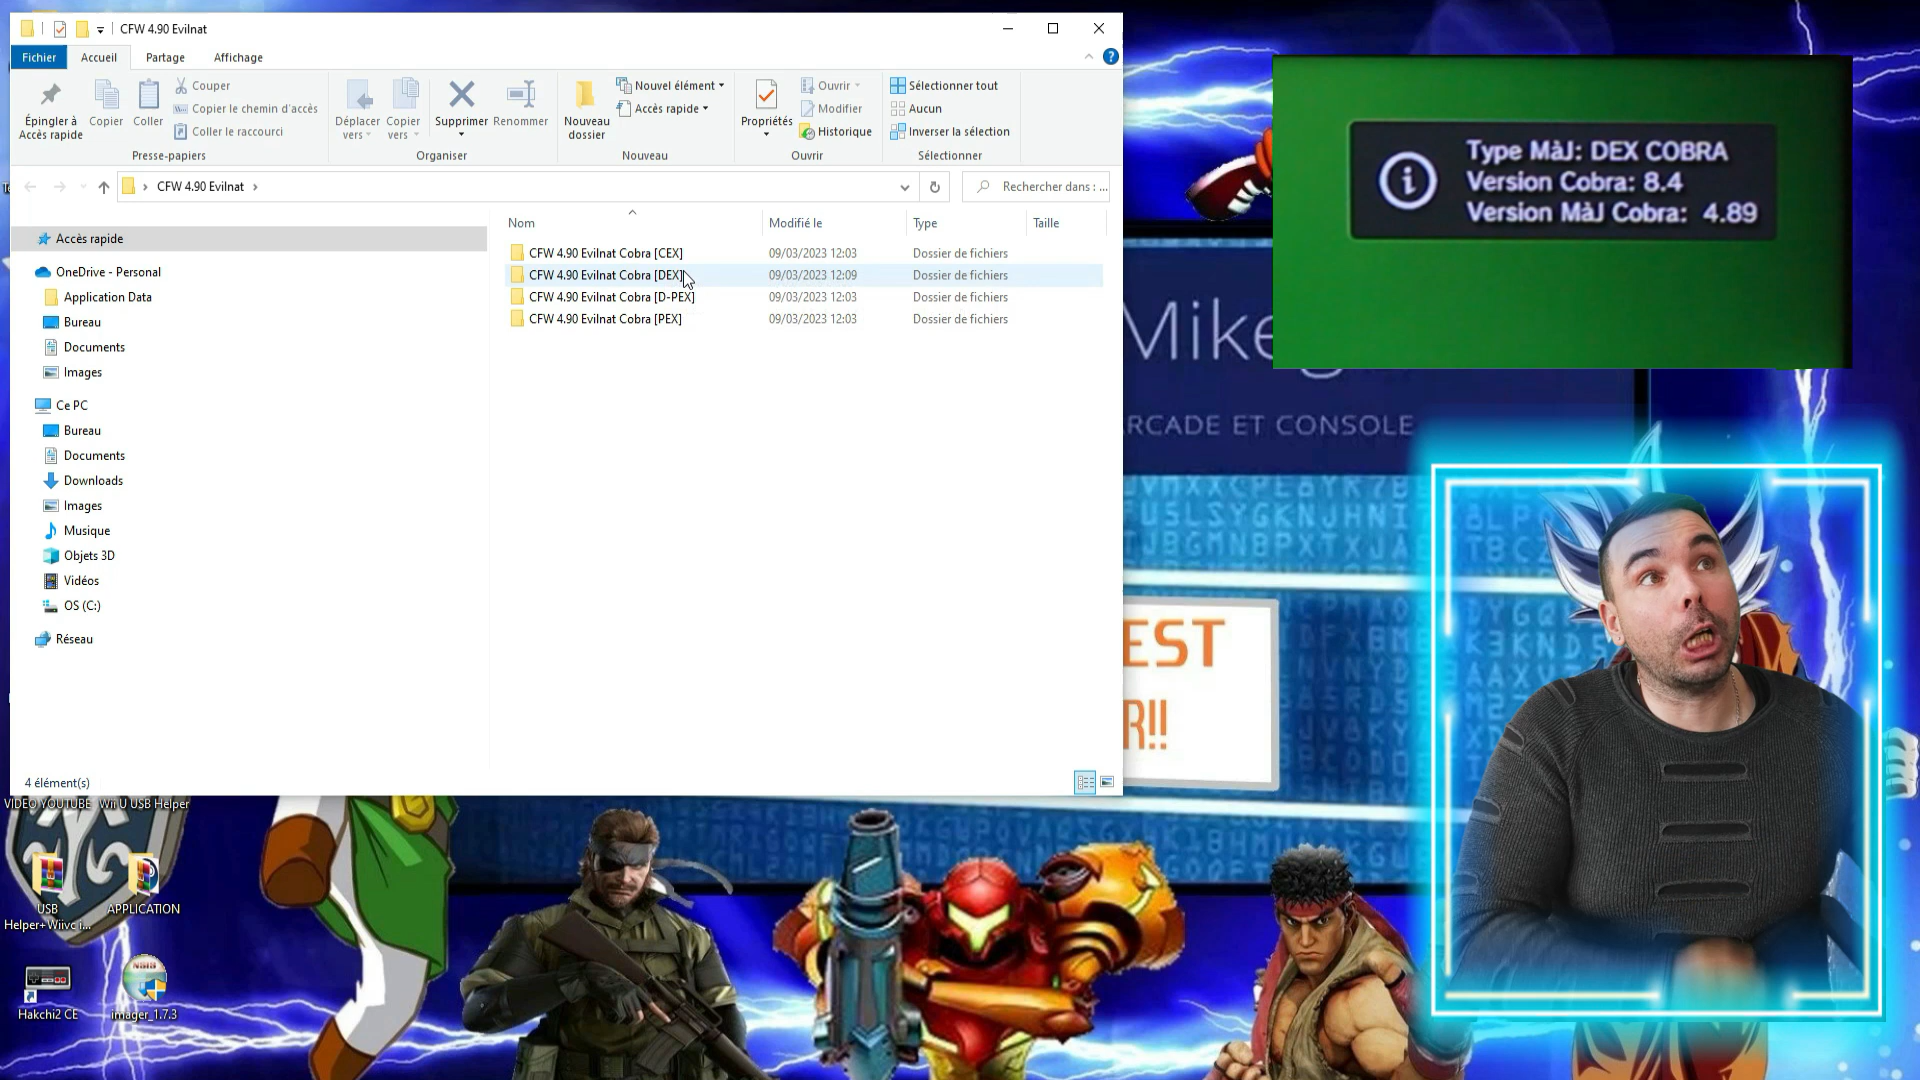 CFW 4.90 Evilnat
Fichier Accueil Partage Affichage
Épingler à Accès rapide
Copier
Coller
Couper
Copier le chemin d'accès
Coller le raccourci
Presse-papiers
Déplacer vers
Copier vers
Supprimer
Renommer
Organiser
Nouveau dossier
Nouvel élément
Accès rapide
Nouveau
Propriétés
Ouvrir
Modifier
Historique
Ouvrir
Sélectionner tout
Aucun
Inverser la sélection
Sélectionner
CFW 4.90 Evilnat
Rechercher dans : ...
Nom Modifié le Type Taille
CFW 4.90 Evilnat Cobra [CEX] 09/03/2023 12:03 Dossier de fichiers
CFW 4.90 Evilnat Cobra [DEX] 09/03/2023 12:09 Dossier de fichiers
CFW 4.90 Evilnat Cobra [D-PEX] 09/03/2023 12:03 Dossier de fichiers
CFW 4.90 Evilnat Cobra [PEX] 09/03/2023 12:03 Dossier de fichiers
Accès rapide
OneDrive - Personal
Application Data
Bureau
Documents
Images
Ce PC
Bureau
Documents
Downloads
Images
Musique
Objets 3D
Vidéos
OS (C:)
Réseau
4 élément(s)
Type MàJ: DEX COBRA
Version Cobra: 8.4
Version MàJ Cobra: 4.89
Mike
ARCADE ET CONSOLE
EST
R!!
VIDEO YOUTUBE
Wii U USB Helper
USB
Helper+Wiivc i...
APPLICATION
Hakchi2 CE
imager_1.7.3